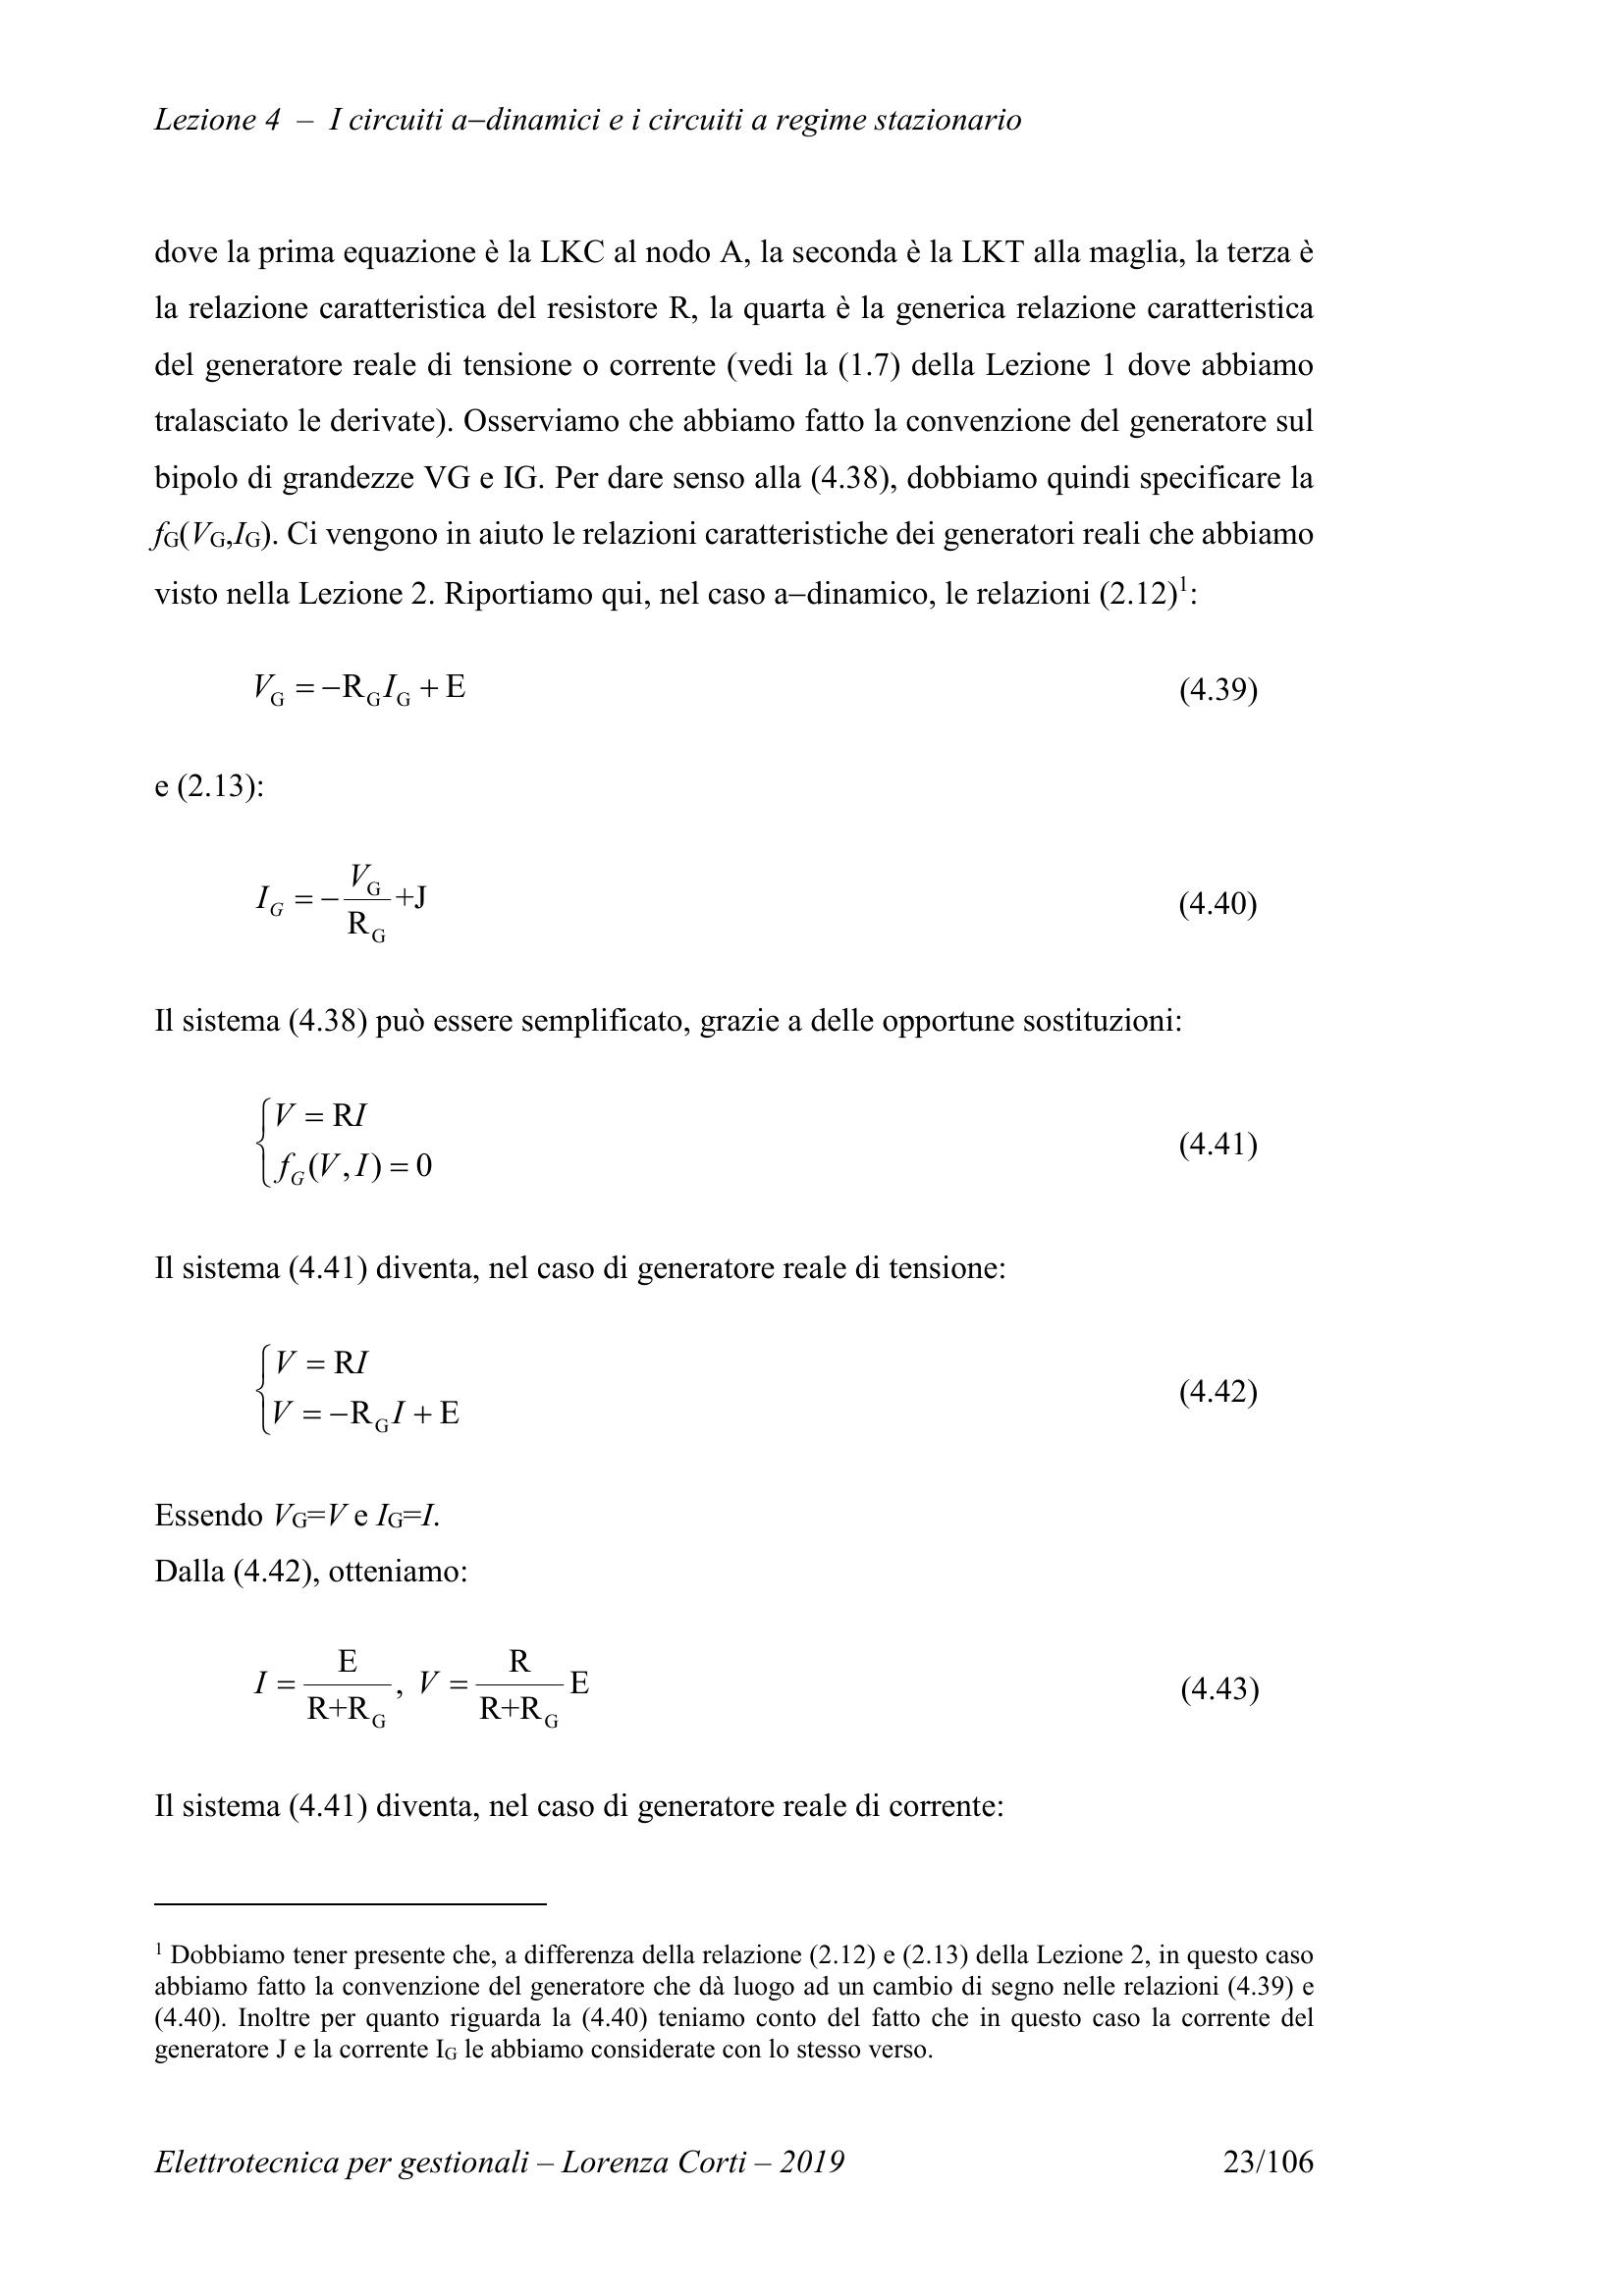 Lezione 4 – I circuiti a−dinamici e i circuiti a regime stazionario
dove la prima equazione è la LKC al nodo A, la seconda è la LKT alla maglia, la terza è
la relazione caratteristica del resistore R, la quarta è la generica relazione caratteristica
del generatore reale di tensione o corrente (vedi la (1.7) della Lezione 1 dove abbiamo
tralasciato le derivate). Osserviamo che abbiamo fatto la convenzione del generatore sul
bipolo di grandezze VG e IG. Per dare senso alla (4.38), dobbiamo quindi specificare la
f_G(V_G,I_G). Ci vengono in aiuto le relazioni caratteristiche dei generatori reali che abbiamo
visto nella Lezione 2. Riportiamo qui, nel caso a−dinamico, le relazioni (2.12)¹:
V_G = −R_G I_G + E (4.39)
e (2.13):
I_G = − V_G / R_G + J (4.40)
Il sistema (4.38) può essere semplificato, grazie a delle opportune sostituzioni:
V = RI
f_G(V, I) = 0 (4.41)
Il sistema (4.41) diventa, nel caso di generatore reale di tensione:
V = RI
V = −R_G I + E (4.42)
Essendo V_G=V e I_G=I.
Dalla (4.42), otteniamo:
I = E / (R+R_G), V = R / (R+R_G) E (4.43)
Il sistema (4.41) diventa, nel caso di generatore reale di corrente:
¹ Dobbiamo tener presente che, a differenza della relazione (2.12) e (2.13) della Lezione 2, in questo caso
abbiamo fatto la convenzione del generatore che dà luogo ad un cambio di segno nelle relazioni (4.39) e
(4.40). Inoltre per quanto riguarda la (4.40) teniamo conto del fatto che in questo caso la corrente del
generatore J e la corrente I_G le abbiamo considerate con lo stesso verso.
Elettrotecnica per gestionali – Lorenza Corti – 2019 23/106